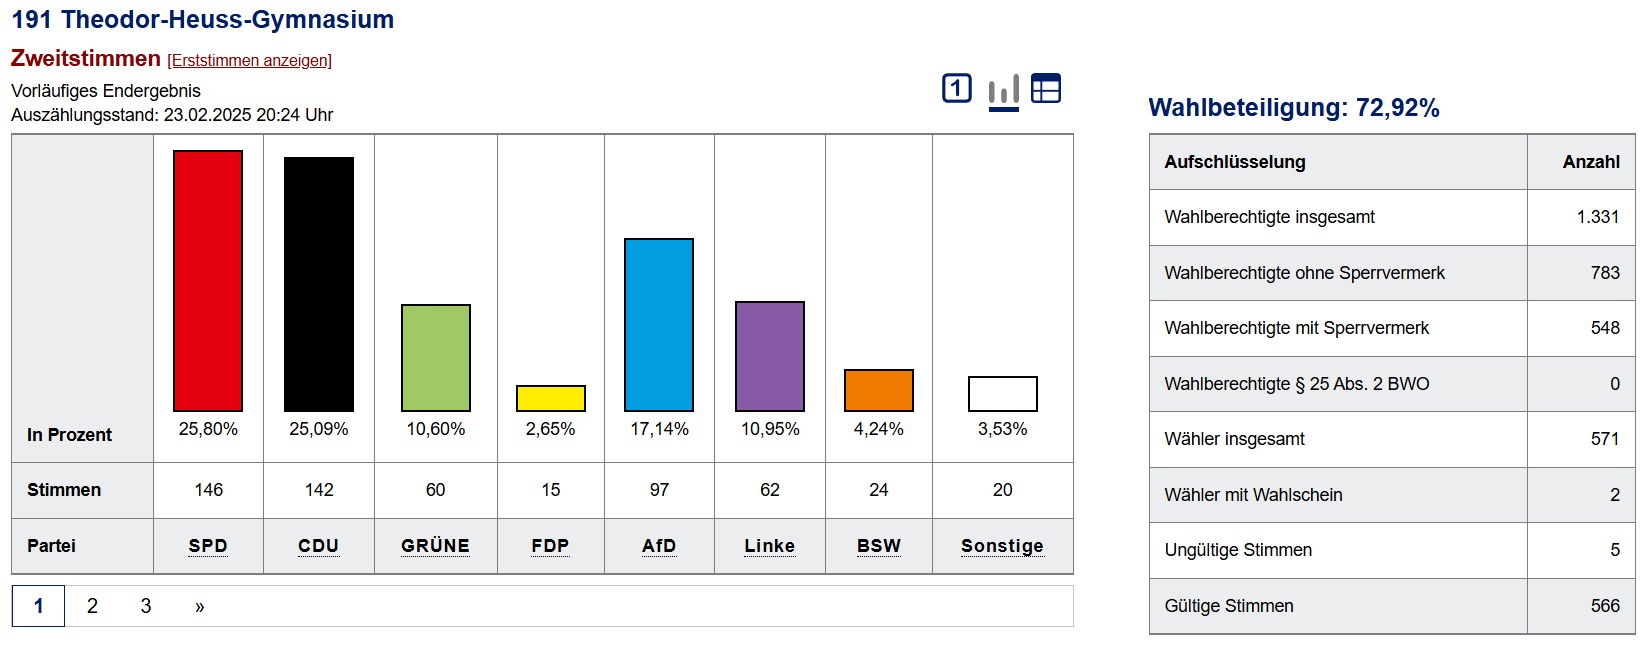 191 Theodor-Heuss-Gymnasium
Zweitstimmen [Erststimmen anzeigen]
Vorläufiges Endergebnis
Auszählungsstand: 23.02.2025 20:24 Uhr
1
In Prozent 25,80% 25,09% 10,60% 2,65% 17,14% 10,95% 4,24% 3,53%
Stimmen 146 142 60 15 97 62 24 20
Partei SPD CDU GRÜNE FDP AfD Linke BSW Sonstige
1 2 3 »
Wahlbeteiligung: 72,92%
Aufschlüsselung Anzahl
Wahlberechtigte insgesamt 1.331
Wahlberechtigte ohne Sperrvermerk 783
Wahlberechtigte mit Sperrvermerk 548
Wahlberechtigte § 25 Abs. 2 BWO 0
Wähler insgesamt 571
Wähler mit Wahlschein 2
Ungültige Stimmen 5
Gültige Stimmen 566